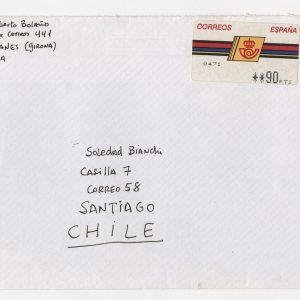 berto Bolaño
Correos 441
ANES (Girona)
A
CORREOS ESPAÑA
0471
**90 PTS
Soledad Bianchi
Casilla 7
Correo 58
SANTIAGO
CHILE